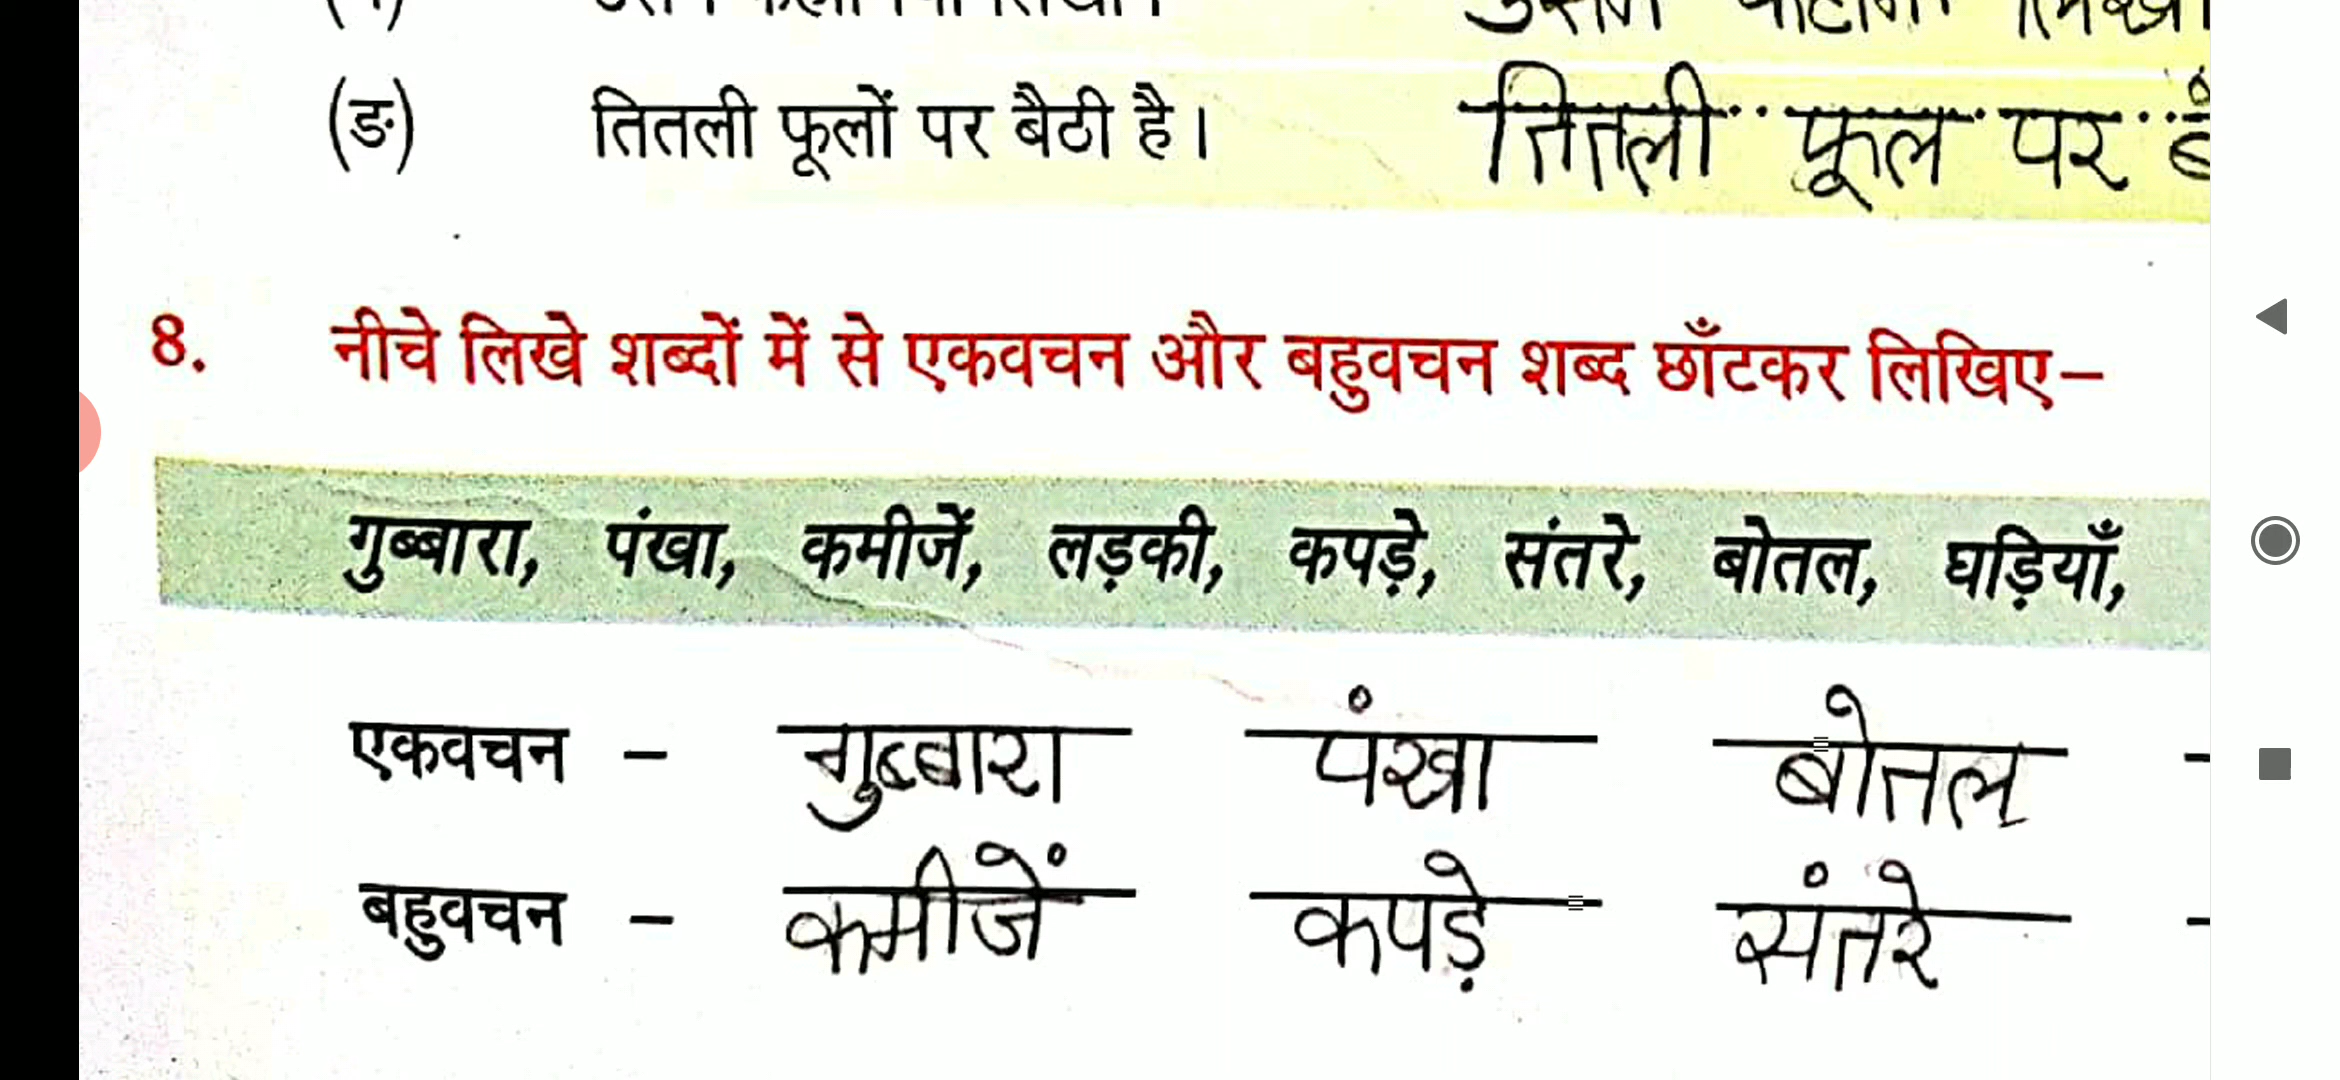 (ङ) तितली फूलों पर बैठी है। तितली फूल पर
8. नीचे लिखे शब्दों में से एकवचन और बहुवचन शब्द छाँटकर लिखिए–
गुब्बारा, पंखा, कमीजें, लड़की, कपड़े, संतरे, बोतल, घड़ियाँ,
एकवचन – गुब्बारा पंखा बोतल –
बहुवचन – कमीजें कपड़े संतरे –